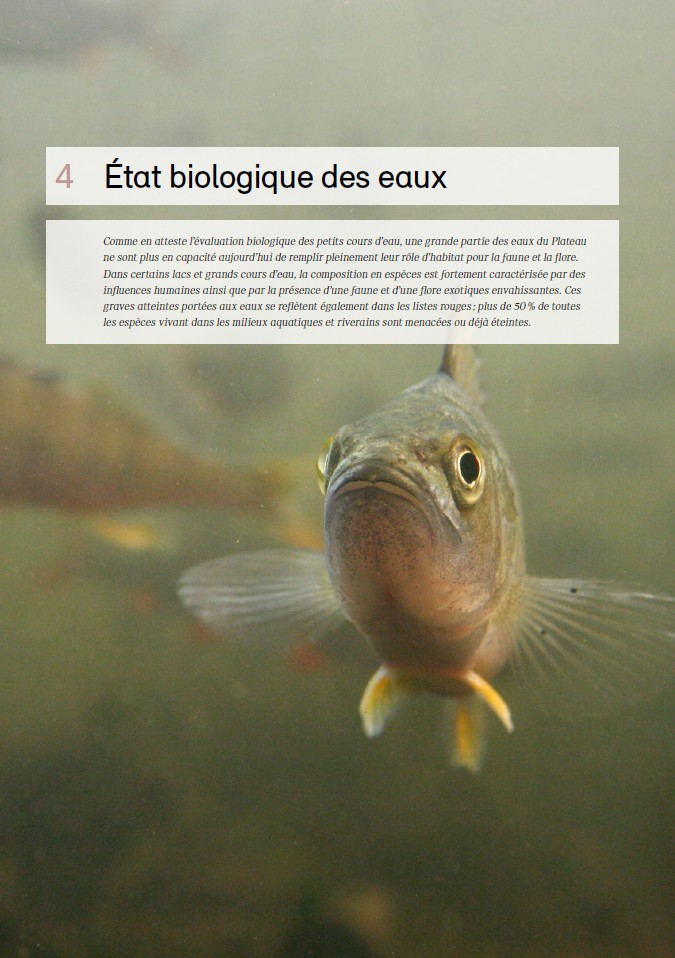 4 État biologique des eaux
Comme en atteste l'évaluation biologique des petits cours d'eau, une grande partie des eaux du Plateau
ne sont plus en capacité aujourd'hui de remplir pleinement leur rôle d'habitat pour la faune et la flore.
Dans certains lacs et grands cours d'eau, la composition en espèces est fortement caractérisée par des
influences humaines ainsi que par la présence d'une faune et d'une flore exotiques envahissantes. Ces
graves atteintes portées aux eaux se reflètent également dans les listes rouges ; plus de 50 % de toutes
les espèces vivant dans les milieux aquatiques et riverains sont menacées ou déjà éteintes.